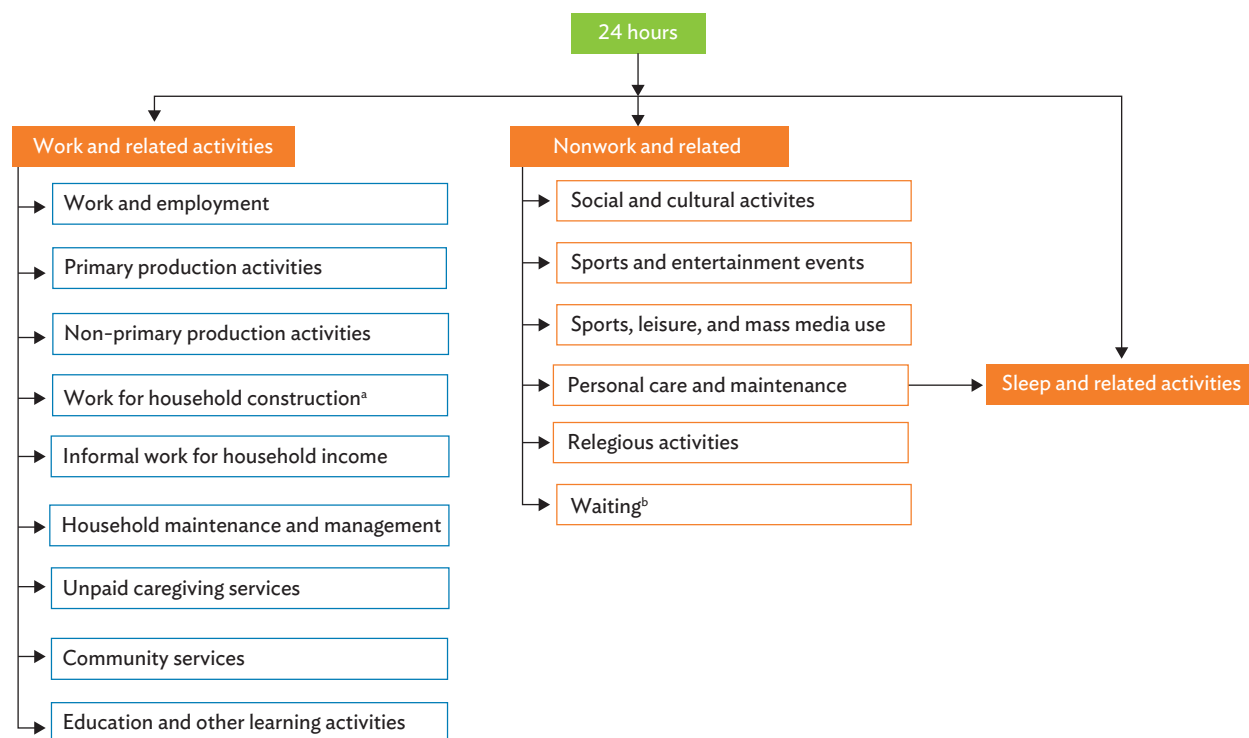 24 hours
Work and related activities
Work and employment
Primary production activities
Non-primary production activities
Work for household constructionᵃ
Informal work for household income
Household maintenance and management
Unpaid caregiving services
Community services
Education and other learning activities
Nonwork and related
Social and cultural activites
Sports and entertainment events
Sports, leisure, and mass media use
Personal care and maintenance
Relegious activities
Waitingᵇ
Sleep and related activities